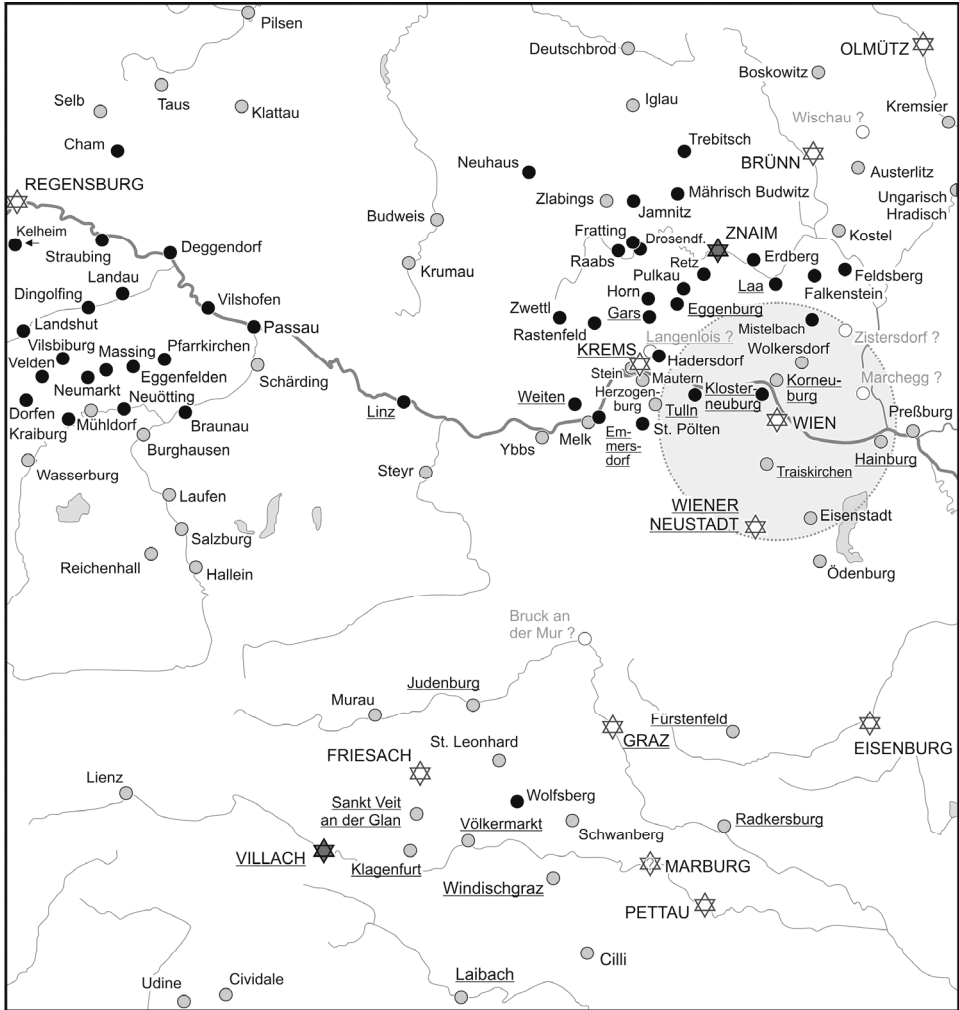 Pilsen
Deutschbrod
OLMÜTZ
Boskowitz
Selb
Taus
Klattau
Iglau
Kremsier
Wischau ?
Cham
Trebitsch
BRÜNN
Neuhaus
Austerlitz
REGENSBURG
Zlabings
Mährisch Budwitz
Ungarisch
Hradisch
Jamnitz
Budweis
Kelheim
Straubing
Deggendorf
Fratting
Drosendf.
ZNAIM
Kostel
Raabs
Retz
Erdberg
Krumau
Landau
Pulkau
Laa
Feldsberg
Dingolfing
Horn
Falkenstein
Vilshofen
Zwettl
Gars
Eggenburg
Landshut
Passau
Rastenfeld
Mistelbach
Vilsbiburg
Massing
Pfarrkirchen
Langenlois ?
Zistersdorf ?
KREMS
Wolkersdorf
Velden
Hadersdorf
Eggenfelden
Schärding
Stein
Mautern
Marchegg ?
Neumarkt
Herzogen-
burg
Kloster-
neuburg
Korneu-
burg
Neuötting
Weiten
Dorfen
Linz
Tulln
Preßburg
Mühldorf
Braunau
WIEN
Kraiburg
Melk
Em-
mers-
dorf
St. Pölten
Burghausen
Ybbs
Hainburg
Wasserburg
Steyr
Traiskirchen
Laufen
WIENER
NEUSTADT
Eisenstadt
Salzburg
Reichenhall
Hallein
Ödenburg
Bruck an
der Mur ?
Judenburg
Murau
Fürstenfeld
GRAZ
St. Leonhard
EISENBURG
FRIESACH
Lienz
Wolfsberg
Sankt Veit
an der Glan
Völkermarkt
Schwanberg
Radkersburg
VILLACH
Klagenfurt
MARBURG
?
Windischgraz
PETTAU
Cilli
Laibach
Udine
Cividale